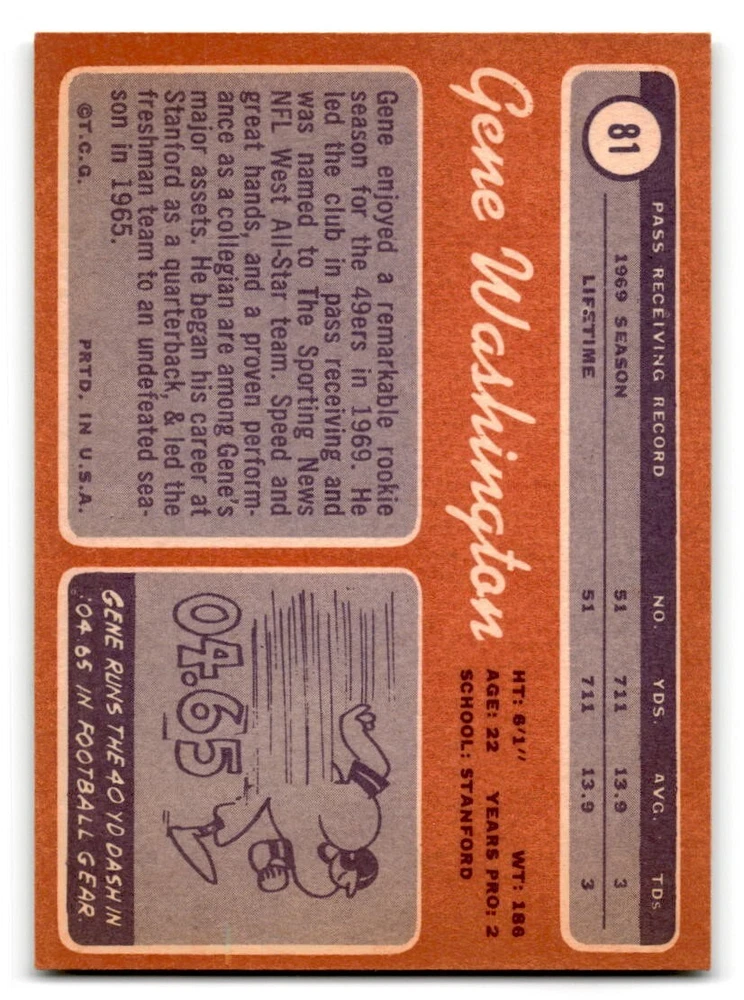 81
PASS RECEIVING RECORD NO. YDS. AVG. TDs
1969 SEASON 51 711 13.9 3
LIFETIME 51 711 13.9 3
Gene Washington
HT: 6'1" WT: 186
AGE: 22 YEARS PRO: 2
SCHOOL: STANFORD
Gene enjoyed a remarkable rookie
season for the 49ers in 1969. He
led the club in pass receiving and
was named to The Sporting News
NFL West All-Star team. Speed and
great hands, and a proven perform-
ance as a collegian are among Gene's
major assets. He began his career at
Stanford as a quarterback, & led the
freshman team to an undefeated sea-
son in 1965.
©T.C.G. PRTD. IN U.S.A.
04.65
GENE RUNS THE 40 YD DASH IN
:04.65 IN FOOTBALL GEAR